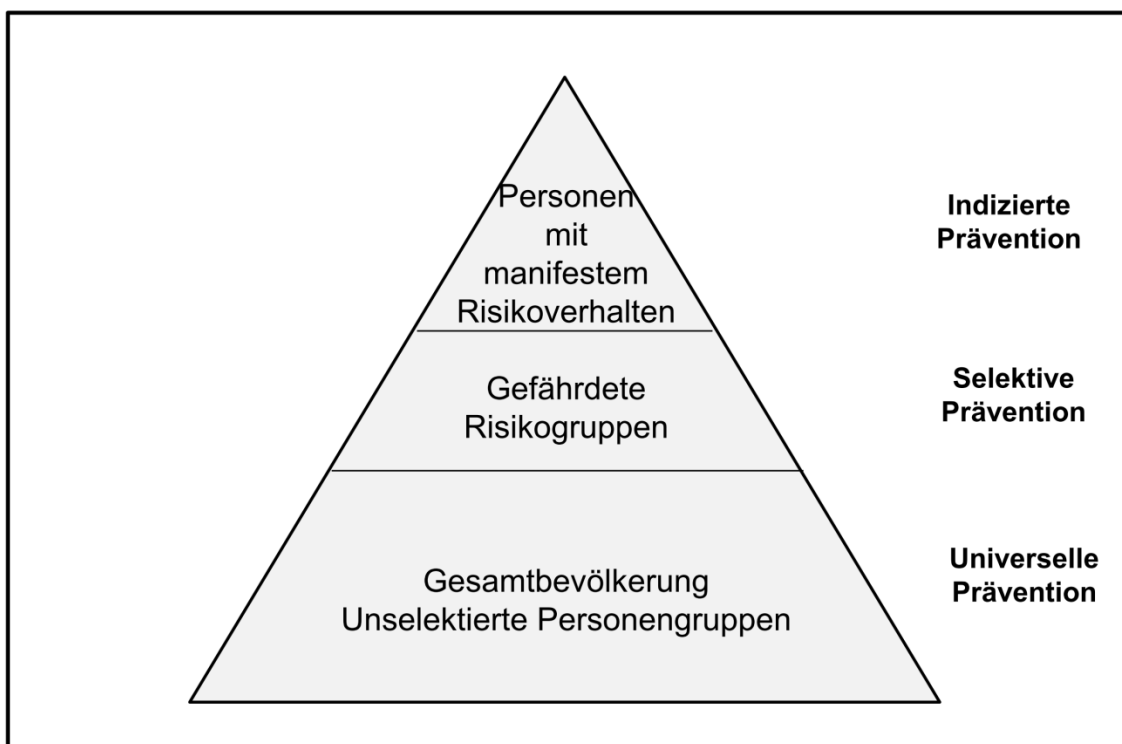 Personen
mit
manifestem
Risikoverhalten
Indizierte
Prävention
Gefährdete
Risikogruppen
Selektive
Prävention
Gesamtbevölkerung
Unselektierte Personengruppen
Universelle
Prävention